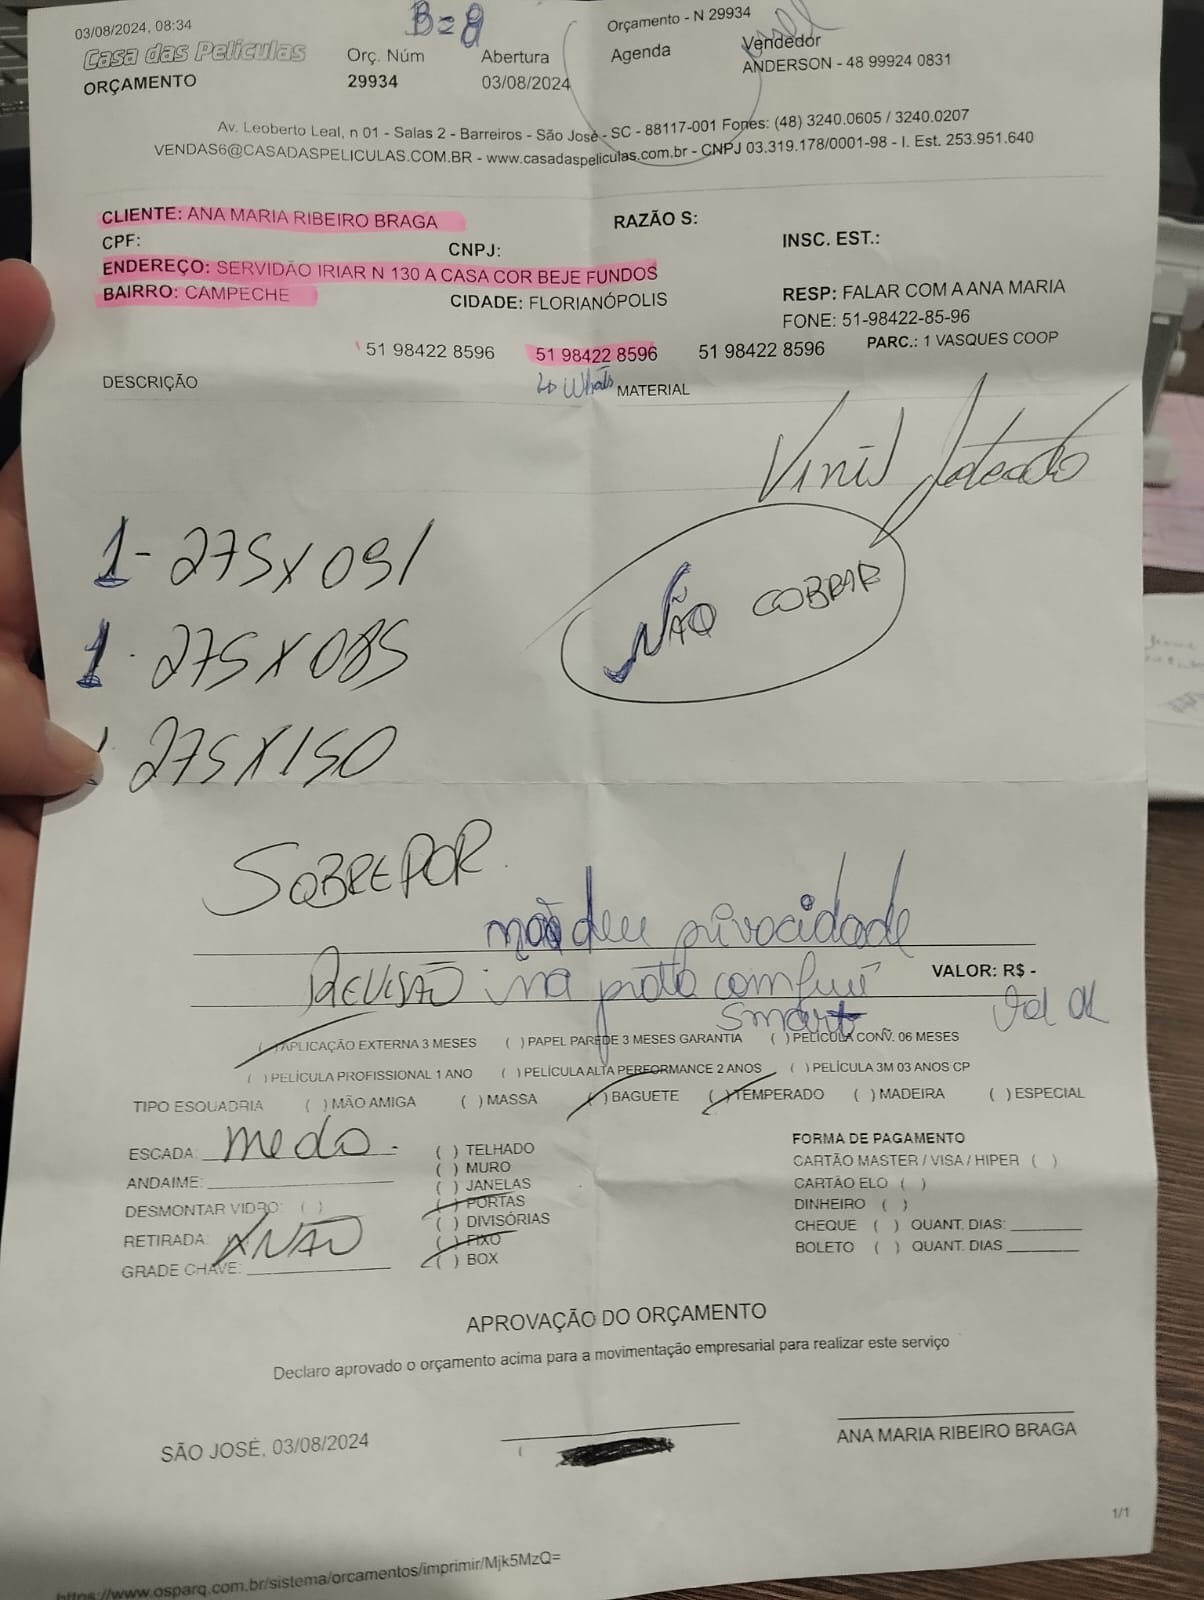 03/08/2024, 08:34
B=8
Orçamento - N 29934
Casa das Películas
Orç. Núm
Abertura
Agenda
Vendedor
ORÇAMENTO
29934
03/08/2024
ANDERSON - 48 99924 0831
Av. Leoberto Leal, n 01 - Salas 2 - Barreiros - São José - SC - 88117-001 Fones: (48) 3240.0605 / 3240.0207
VENDAS6@CASADASPELICULAS.COM.BR - www.casadaspeliculas.com.br - CNPJ 03.319.178/0001-98 - I. Est. 253.951.640
CLIENTE: ANA MARIA RIBEIRO BRAGA
RAZÃO S:
CPF:
CNPJ:
INSC. EST.:
ENDEREÇO: SERVIDÃO IRIAR N 130 A CASA COR BEJE FUNDOS
BAIRRO: CAMPECHE
CIDADE: FLORIANÓPOLIS
RESP: FALAR COM A ANA MARIA
FONE: 51-98422-85-96
51 98422 8596
51 98422 8596
51 98422 8596
PARC.: 1 VASQUES COOP
DESCRIÇÃO
Whats
MATERIAL
Vinil Jateado
1- 275X091
NÃO COBRAR
1- 275X085
275X150
SOBREPOR
não deu privacidade
REVISÃO: na porta
VALOR: R$ -
smart
ok
( ) APLICAÇÃO EXTERNA 3 MESES ( ) PAPEL PAREDE 3 MESES GARANTIA ( ) PELÍCULA CONV. 06 MESES
( ) PELÍCULA PROFISSIONAL 1 ANO ( ) PELÍCULA ALTA PERFORMANCE 2 ANOS ( ) PELÍCULA 3M 03 ANOS CP
TIPO ESQUADRIA ( ) MÃO AMIGA ( ) MASSA ( ) BAGUETE ( ) TEMPERADO ( ) MADEIRA ( ) ESPECIAL
ESCADA: media
ANDAIME:
DESMONTAR VIDRO: ( )
RETIRADA: X NÃO
GRADE CHAVE:
( ) TELHADO
( ) MURO
( ) JANELAS
( ) PORTAS
( ) DIVISÓRIAS
( ) FIXO
( ) BOX
FORMA DE PAGAMENTO
CARTÃO MASTER / VISA / HIPER ( )
CARTÃO ELO ( )
DINHEIRO ( )
CHEQUE ( ) QUANT. DIAS:
BOLETO ( ) QUANT. DIAS
APROVAÇÃO DO ORÇAMENTO
Declaro aprovado o orçamento acima para a movimentação empresarial para realizar este serviço
SÃO JOSÉ, 03/08/2024
ANA MARIA RIBEIRO BRAGA
1/1
https://www.osparq.com.br/sistema/orcamentos/imprimir/Mjk5MzQ=